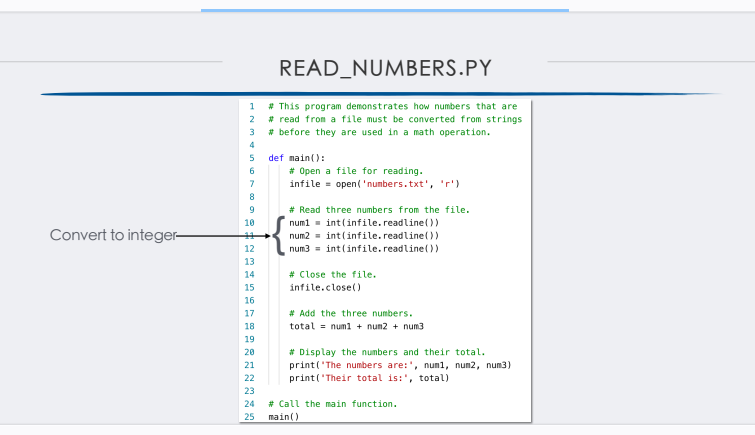 READ_NUMBERS.PY
1 # This program demonstrates how numbers that are
2 # read from a file must be converted from strings
3 # before they are used in a math operation.
4
5 def main():
6     # Open a file for reading.
7     infile = open('numbers.txt', 'r')
8
9     # Read three numbers from the file.
10     num1 = int(infile.readline())
Convert to integer
11     num2 = int(infile.readline())
12     num3 = int(infile.readline())
13
14     # Close the file.
15     infile.close()
16
17     # Add the three numbers.
18     total = num1 + num2 + num3
19
20     # Display the numbers and their total.
21     print('The numbers are:', num1, num2, num3)
22     print('Their total is:', total)
23
24 # Call the main function.
25 main()